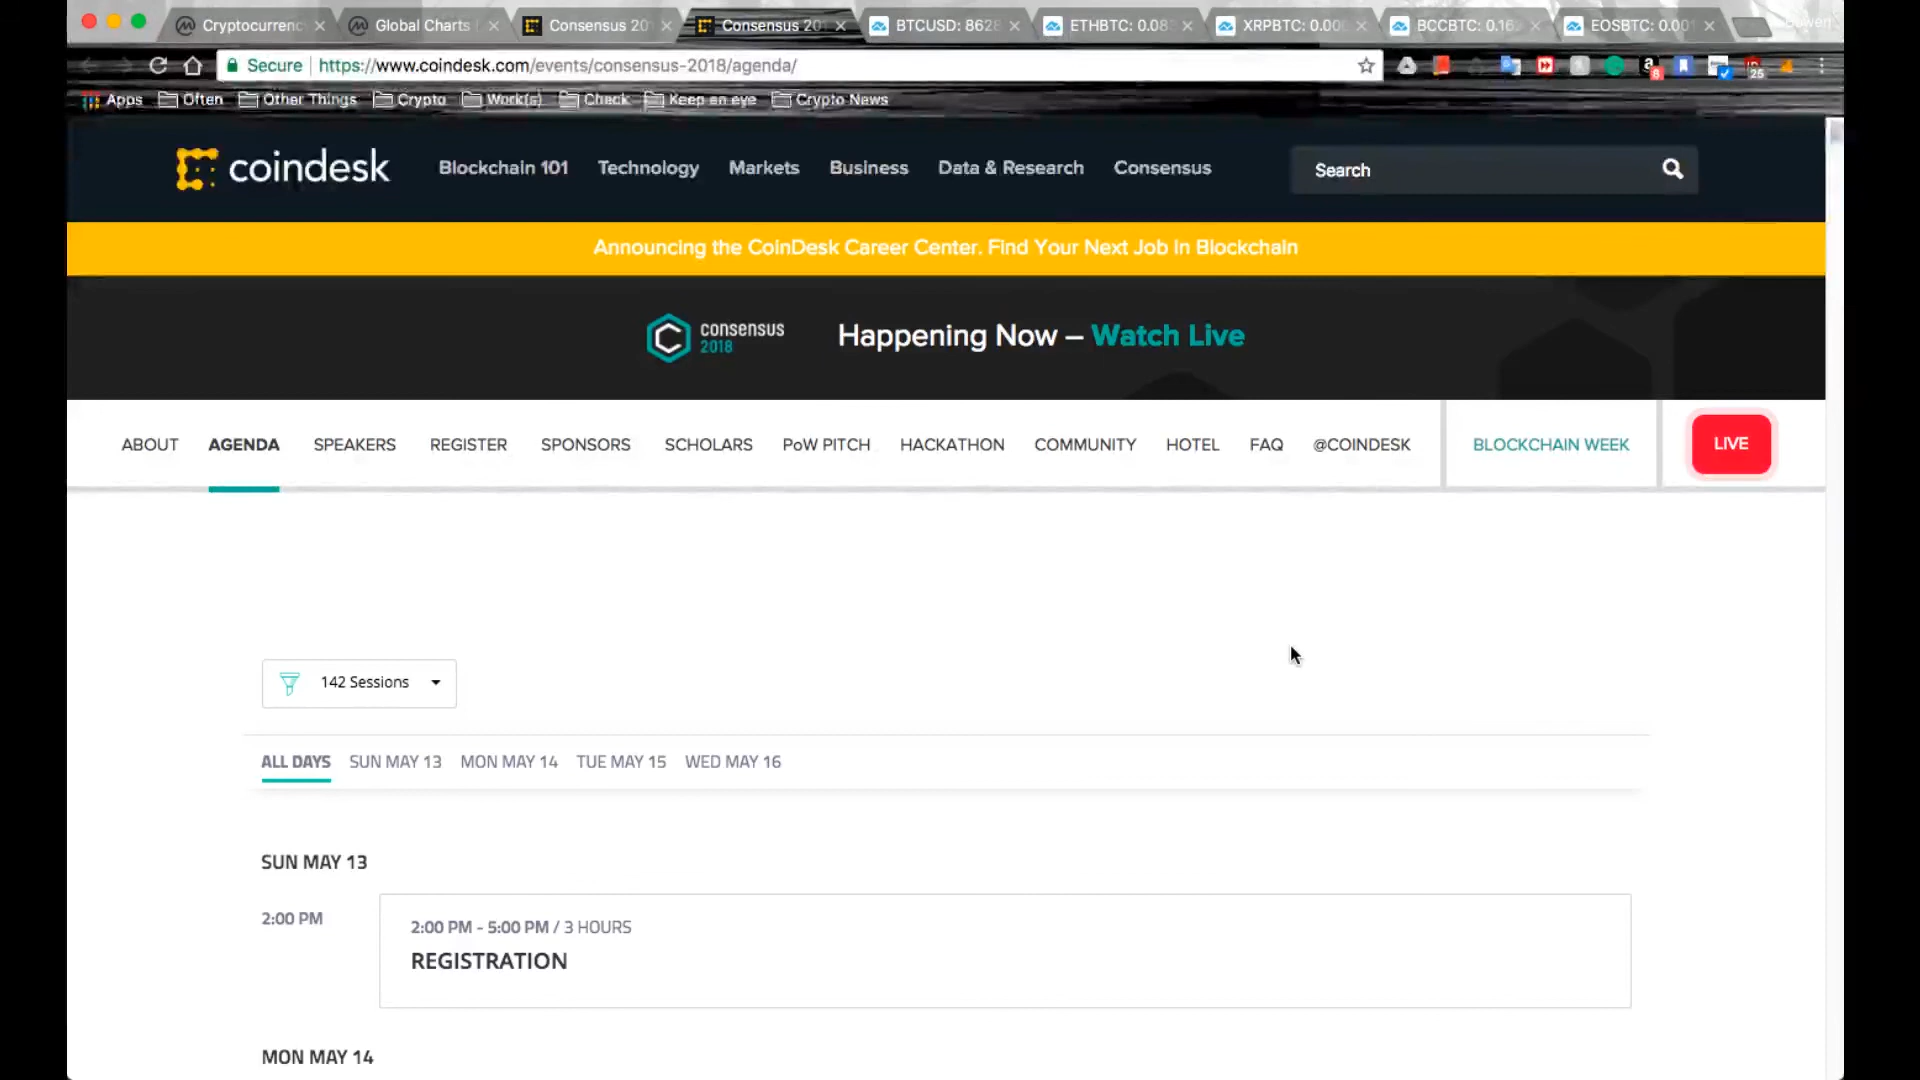 Cryptocurrenc
Global Charts
Consensus 20
Consensus 20
BTCUSD: 8628
ETHBTC: 0.08
XRPBTC: 0.00
BCCBTC: 0.16
EOSBTC: 0.00
Secure
https://www.coindesk.com/events/consensus-2018/agenda/
8
25
Apps
Often
Other Things
Crypto
Work(s)
Check
Keep an eye
Crypto News
coindesk
Blockchain 101
Technology
Markets
Business
Data & Research
Consensus
Search
Announcing the CoinDesk Career Center. Find Your Next Job In Blockchain
consensus
2018
Happening Now – Watch Live
ABOUT
AGENDA
SPEAKERS
REGISTER
SPONSORS
SCHOLARS
PoW PITCH
HACKATHON
COMMUNITY
HOTEL
FAQ
@COINDESK
BLOCKCHAIN WEEK
LIVE
142 Sessions
ALL DAYS
SUN MAY 13
MON MAY 14
TUE MAY 15
WED MAY 16
SUN MAY 13
2:00 PM
2:00 PM - 5:00 PM / 3 HOURS
REGISTRATION
MON MAY 14